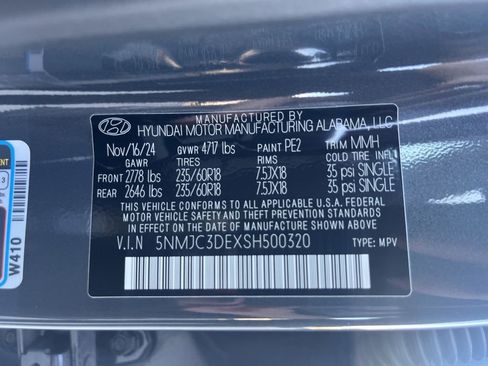 MANUFACTURED BY
HYUNDAI MOTOR MANUFACTURING ALABAMA, LLC
Nov/16/24 GVWR 4717 lbs PAINT PE2 TRIM MMH
GAWR TIRES RIMS COLD TIRE INFL
FRONT 2778 lbs 235/60R18 7.5JX18 35 psi SINGLE
REAR 2646 lbs 235/60R18 7.5JX18 35 psi SINGLE
THIS VEHICLE CONFORMS TO ALL APPLICABLE U.S.A. FEDERAL
MOTOR VEHICLE SAFETY AND THEFT PREVENTION STANDARDS
IN EFFECT ON THE DATE OF MANUFACTURE SHOWN ABOVE.
V.I.N 5NMJC3DEXSH500320 TYPE: MPV
3
W410